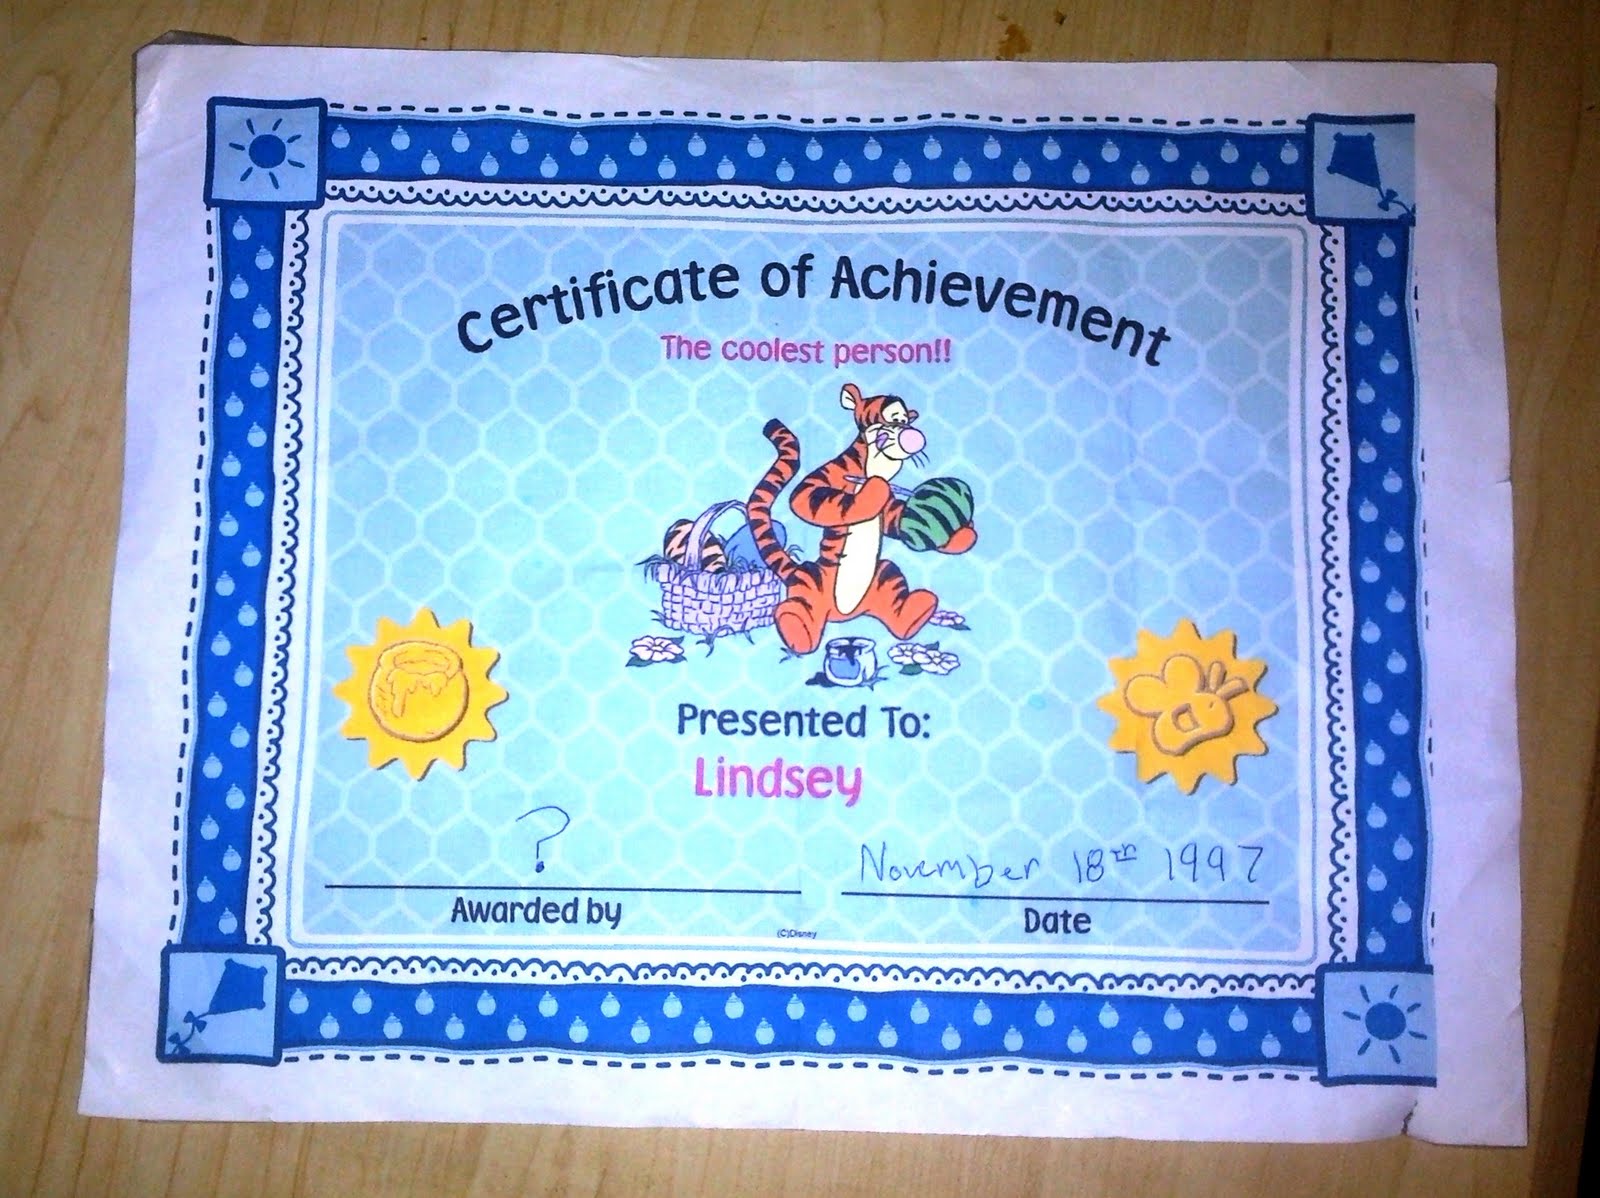 Certificate of Achievement
The coolest person!!
Presented To:
Lindsey
? November 18th 1997
Awarded by Date
(C)Disney